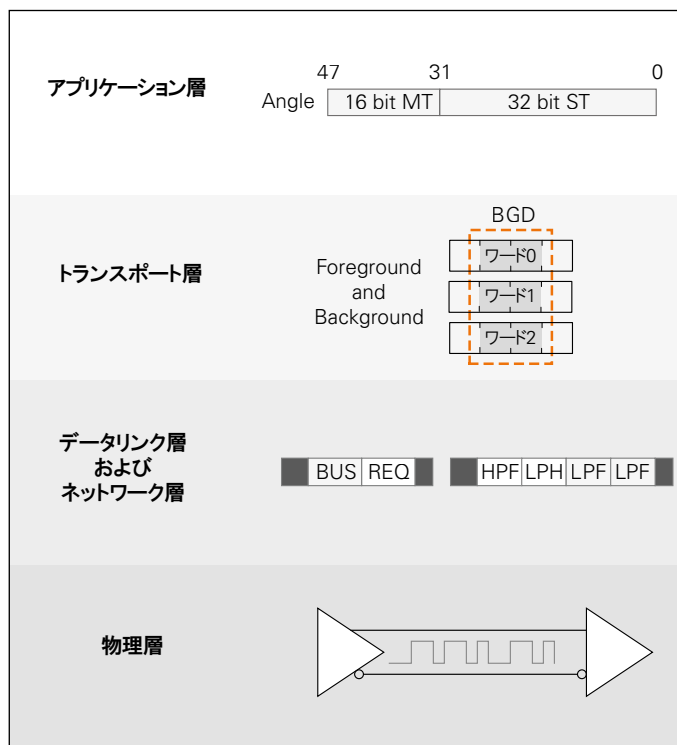 アプリケーション層
47 31 0
Angle 16 bit MT 32 bit ST
BGD
トランスポート層
Foreground
and
Background
ワード0
ワード1
ワード2
データリンク層
および
ネットワーク層
BUS REQ HPF LPH LPF LPF
物理層